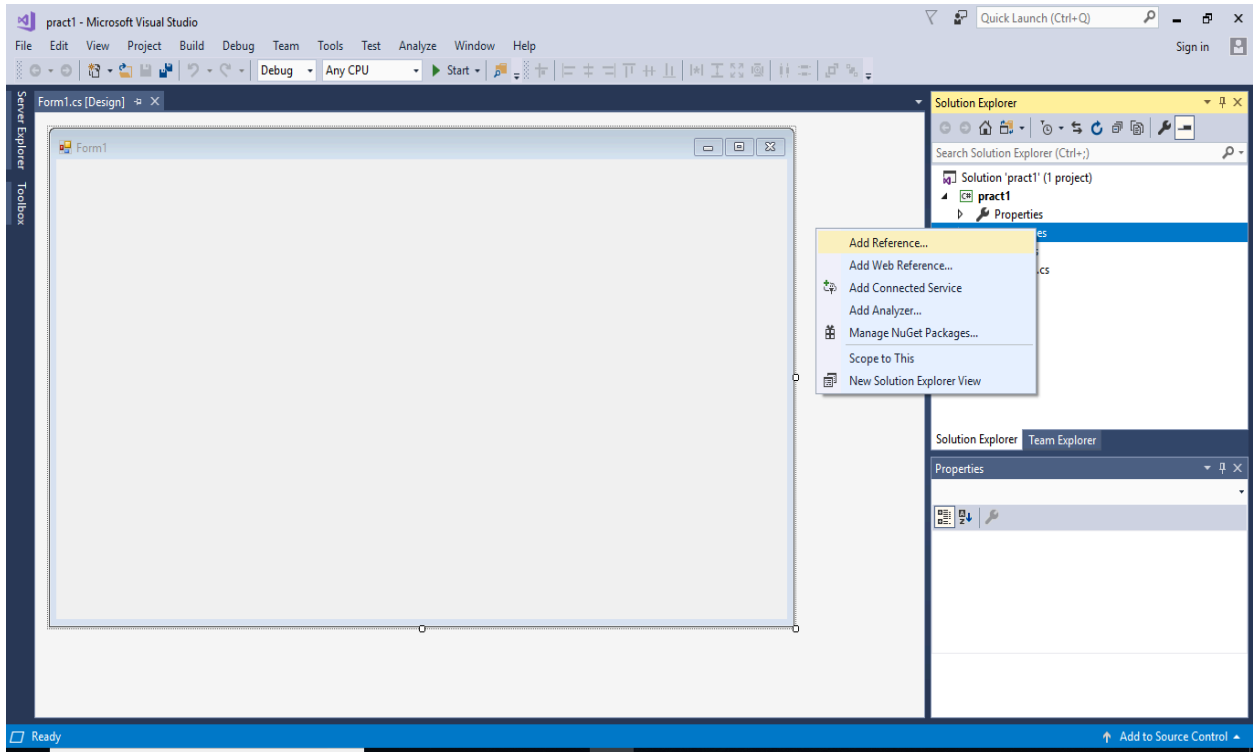 pract1 - Microsoft Visual Studio
Quick Launch (Ctrl+Q)
File Edit View Project Build Debug Team Tools Test Analyze Window Help
Sign in
Debug Any CPU Start
Server Explorer
Toolbox
Form1.cs [Design]
Form1
Solution Explorer
Search Solution Explorer (Ctrl+;)
Solution 'pract1' (1 project)
C# pract1
Properties
es
.cs
Add Reference...
Add Web Reference...
Add Connected Service
Add Analyzer...
Manage NuGet Packages...
Scope to This
New Solution Explorer View
Solution Explorer Team Explorer
Properties
Ready
Add to Source Control